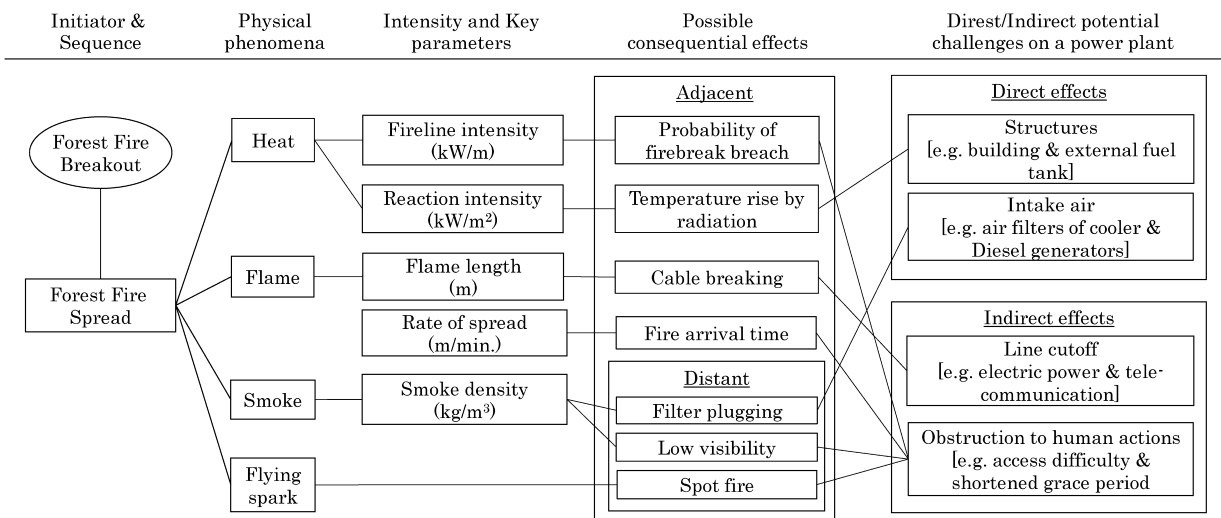 Initiator &
Sequence
Physical
phenomena
Intensity and Key
parameters
Possible
consequential effects
Direst/Indirect potential
challenges on a power plant
Forest Fire
Breakout
Forest Fire
Spread
Heat
Flame
Smoke
Flying
spark
Fireline intensity
(kW/m)
Reaction intensity
(kW/m²)
Flame length
(m)
Rate of spread
(m/min.)
Smoke density
(kg/m³)
Adjacent
Probability of
firebreak breach
Temperature rise by
radiation
Cable breaking
Fire arrival time
Distant
Filter plugging
Low visibility
Spot fire
Direct effects
Structures
[e.g. building & external fuel
tank]
Intake air
[e.g. air filters of cooler &
Diesel generators]
Indirect effects
Line cutoff
[e.g. electric power & tele-
communication]
Obstruction to human actions
[e.g. access difficulty &
shortened grace period